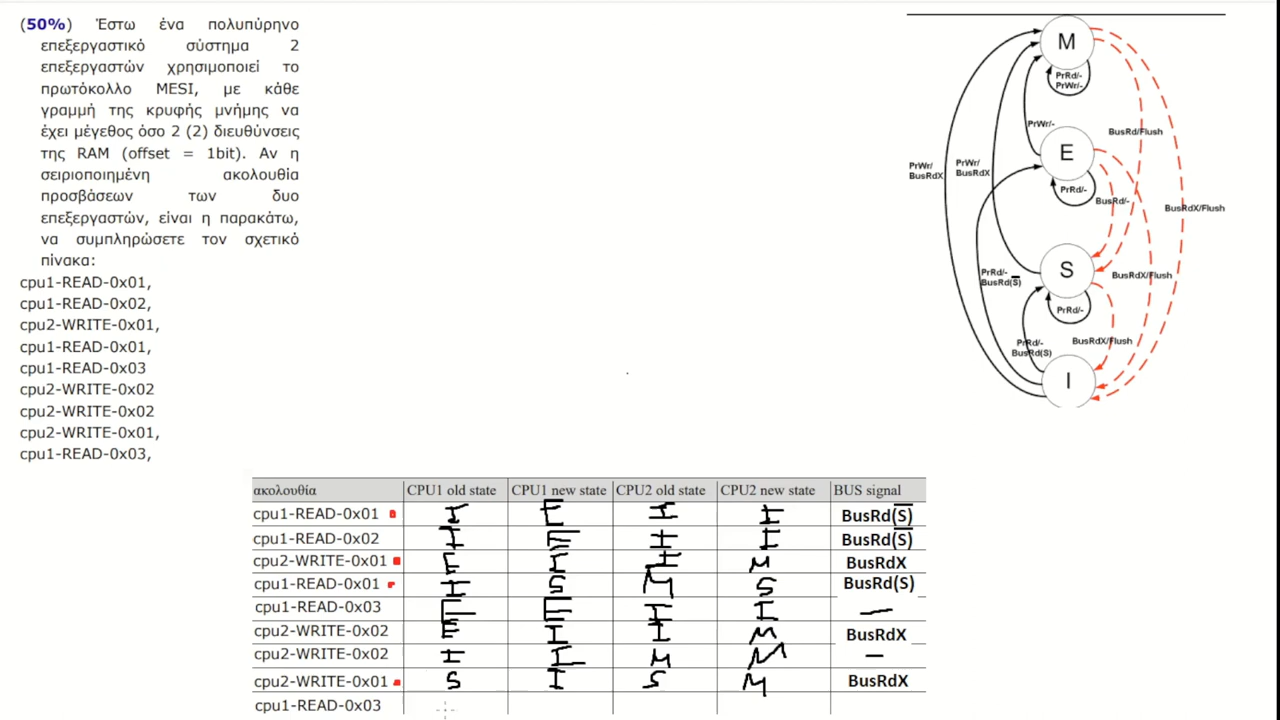 (50%) Έστω ένα πολυπύρηνο
επεξεργαστικό σύστημα 2
επεξεργαστών χρησιμοποιεί το
πρωτόκολλο MESI, με κάθε
γραμμή της κρυφής μνήμης να
έχει μέγεθος όσο 2 (2) διευθύνσεις
της RAM (offset = 1bit). Αν η
σειριοποιημένη ακολουθία
προσβάσεων των δυο
επεξεργαστών, είναι η παρακάτω,
να συμπληρώσετε τον σχετικό
πίνακα:
cpu1-READ-0x01,
cpu1-READ-0x02,
cpu2-WRITE-0x01,
cpu1-READ-0x01,
cpu1-READ-0x03
cpu2-WRITE-0x02
cpu2-WRITE-0x02
cpu2-WRITE-0x01,
cpu1-READ-0x03,
M
PrRd/-
PrWr/-
PrWr/-
BusRd/Flush
E
PrWr/
BusRdX
PrWr/
BusRdX
PrRd/-
BusRd/-
BusRdX/Flush
S
PrRd/-
BusRd(S̅)
BusRdX/Flush
PrRd/-
PrRd/-
BusRd(S)
BusRdX/Flush
I
ακολουθία CPU1 old state CPU1 new state CPU2 old state CPU2 new state BUS signal
cpu1-READ-0x01 I E I I BusRd(S̅)
cpu1-READ-0x02 I E I I BusRd(S̅)
cpu2-WRITE-0x01 E I I M BusRdX
cpu1-READ-0x01 I S M S BusRd(S)
cpu1-READ-0x03 E E I I —
cpu2-WRITE-0x02 E I I M BusRdX
cpu2-WRITE-0x02 I I M M —
cpu2-WRITE-0x01 S I S M BusRdX
cpu1-READ-0x03